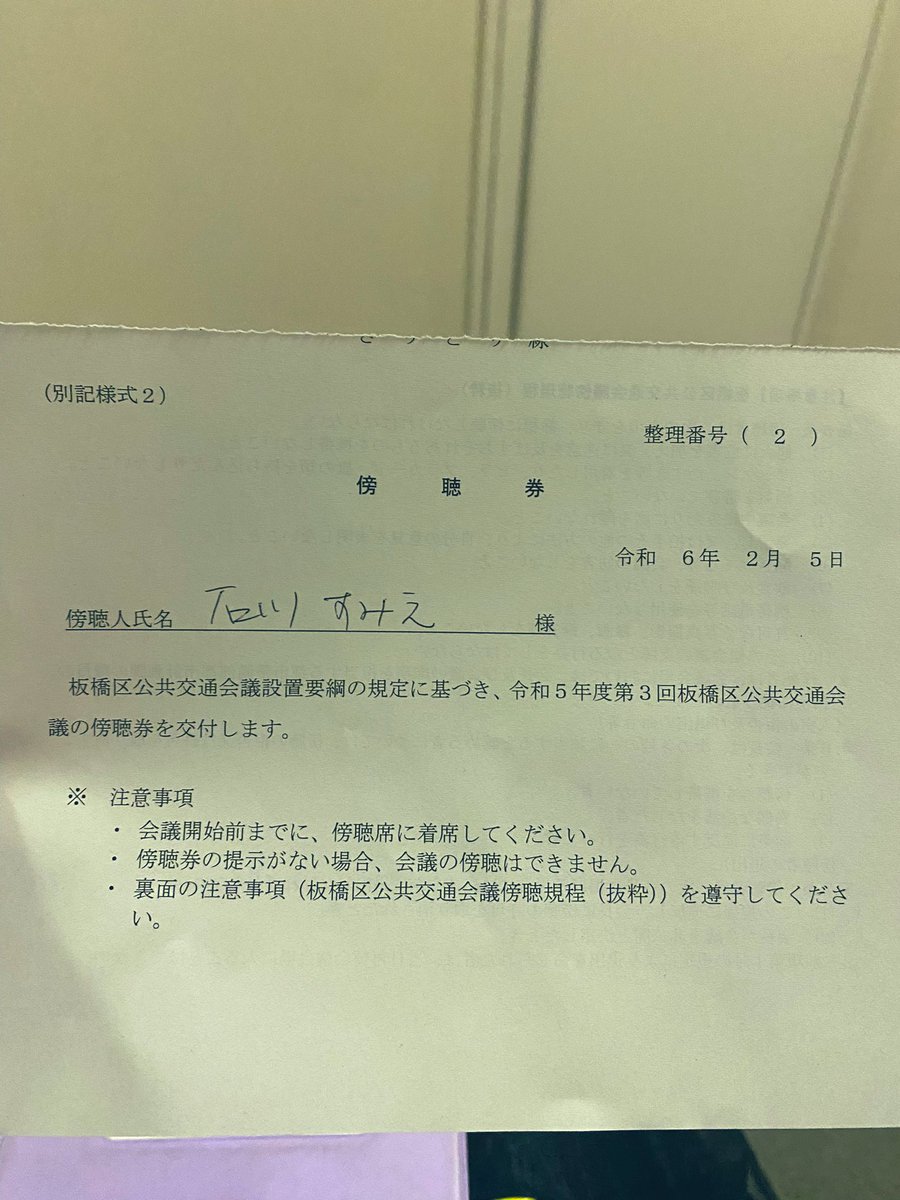 きりとり線
(別記様式2)
整理番号( 2 )
傍 聴 券
令和 6年 2月 5日
傍聴人氏名 石川 すみえ 様
板橋区公共交通会議設置要綱の規定に基づき、令和5年度第3回板橋区公共交通会
議の傍聴券を交付します。
※ 注意事項
・ 会議開始前までに、傍聴席に着席してください。
・ 傍聴券の提示がない場合、会議の傍聴はできません。
・ 裏面の注意事項(板橋区公共交通会議傍聴規程(抜粋))を遵守してくださ
い。